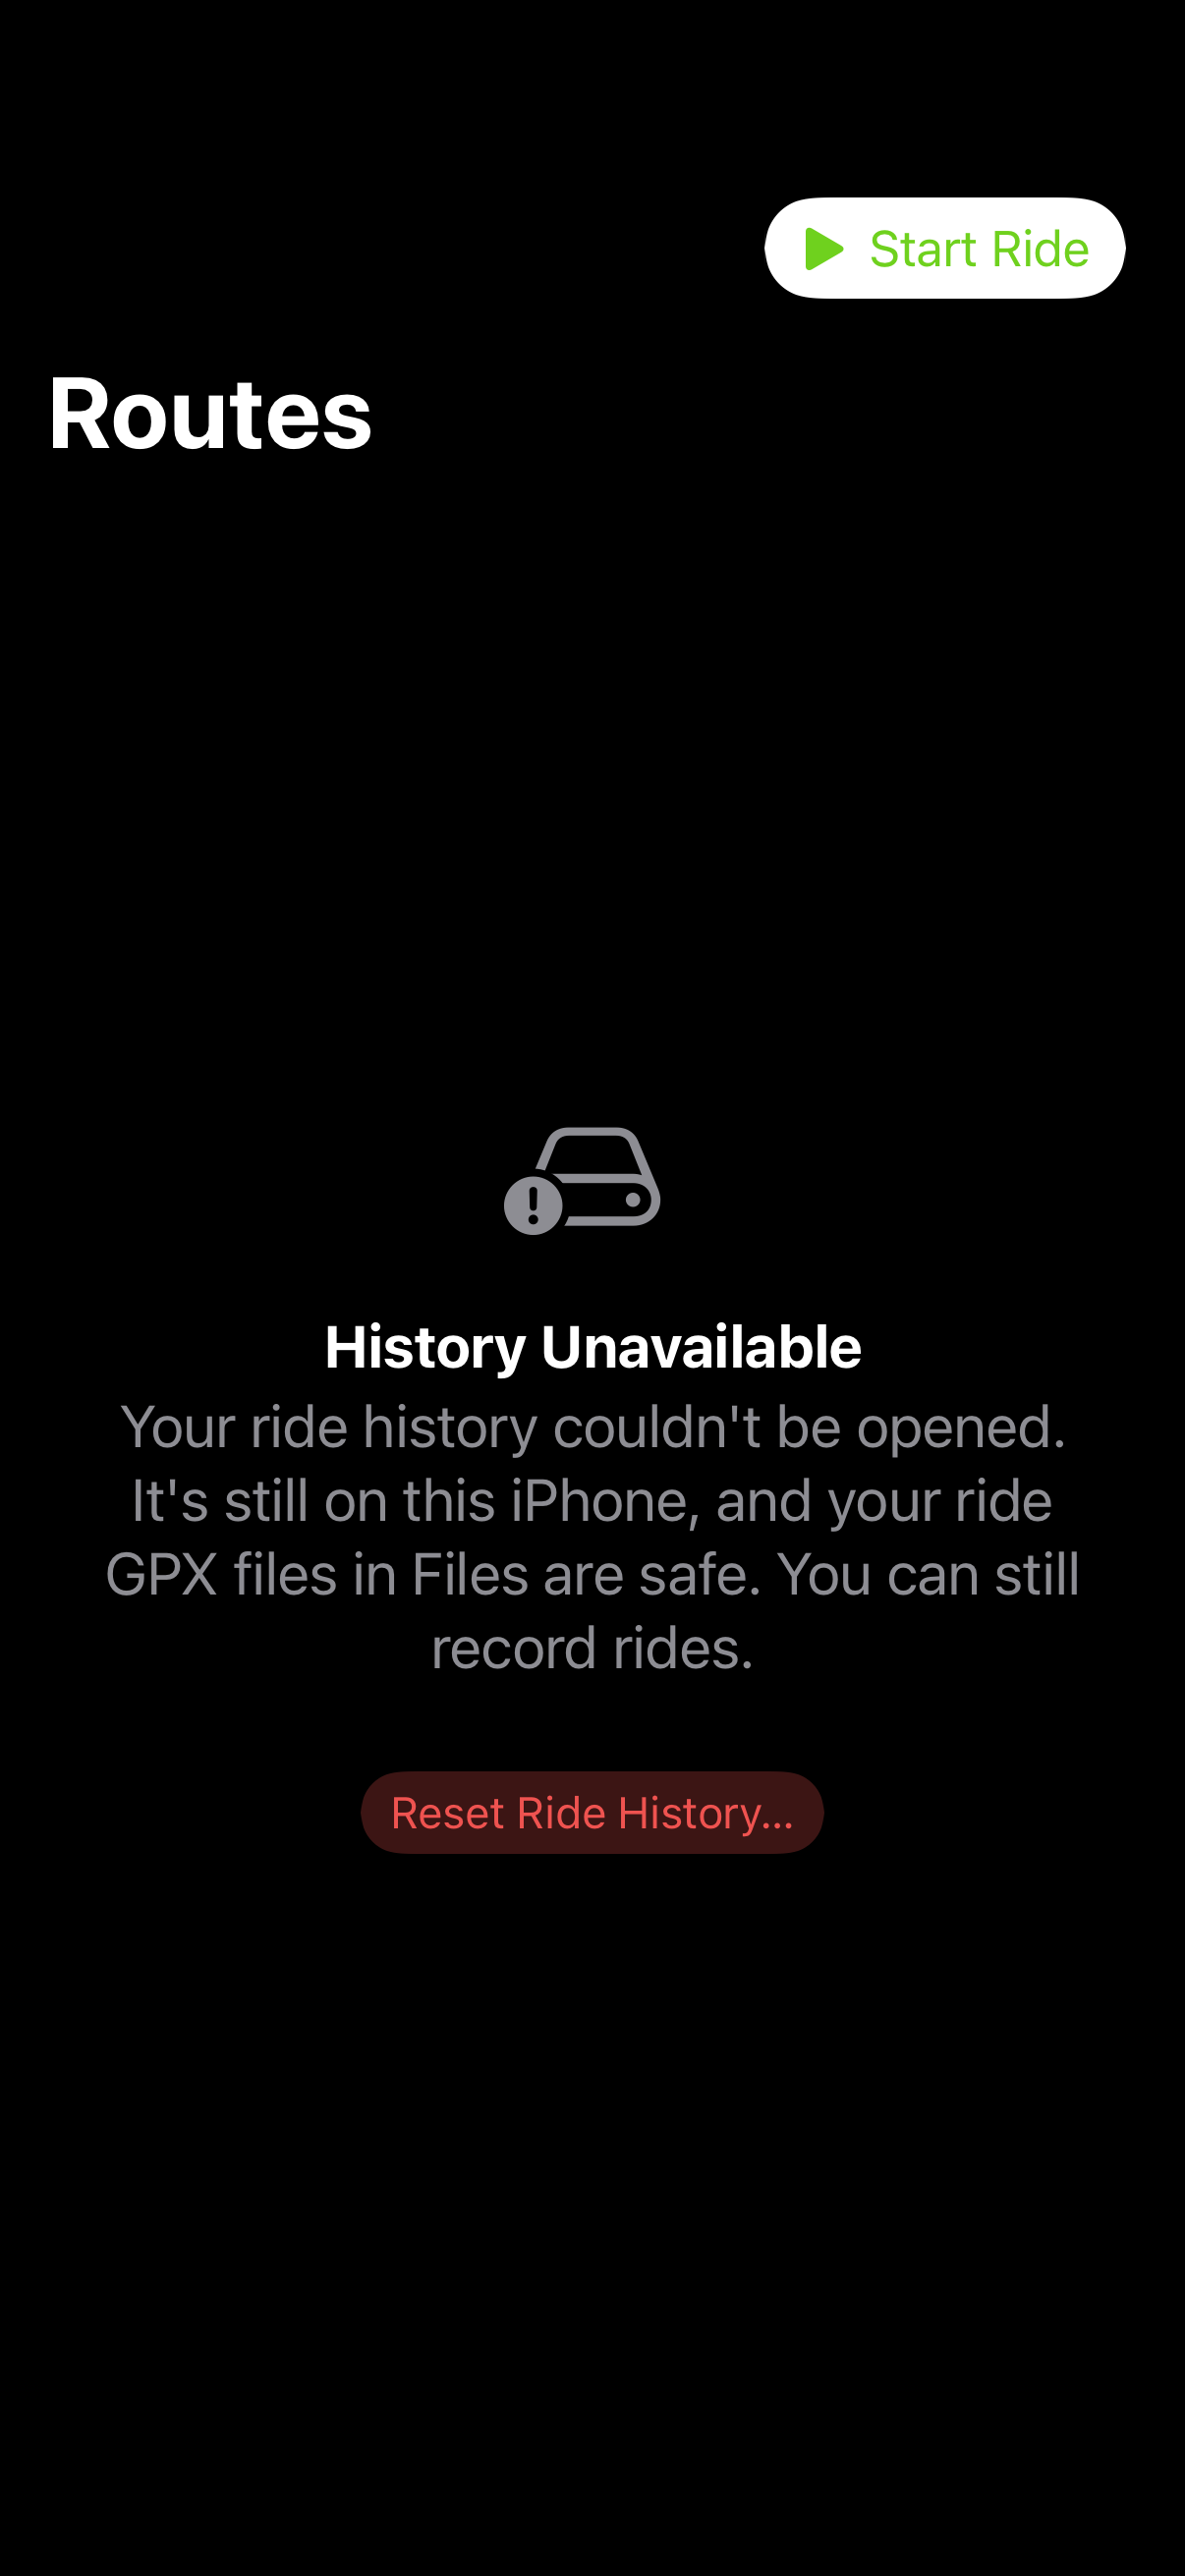 Start Ride
Routes
History Unavailable
Your ride history couldn't be opened.
It's still on this iPhone, and your ride
GPX files in Files are safe. You can still
record rides.
Reset Ride History...